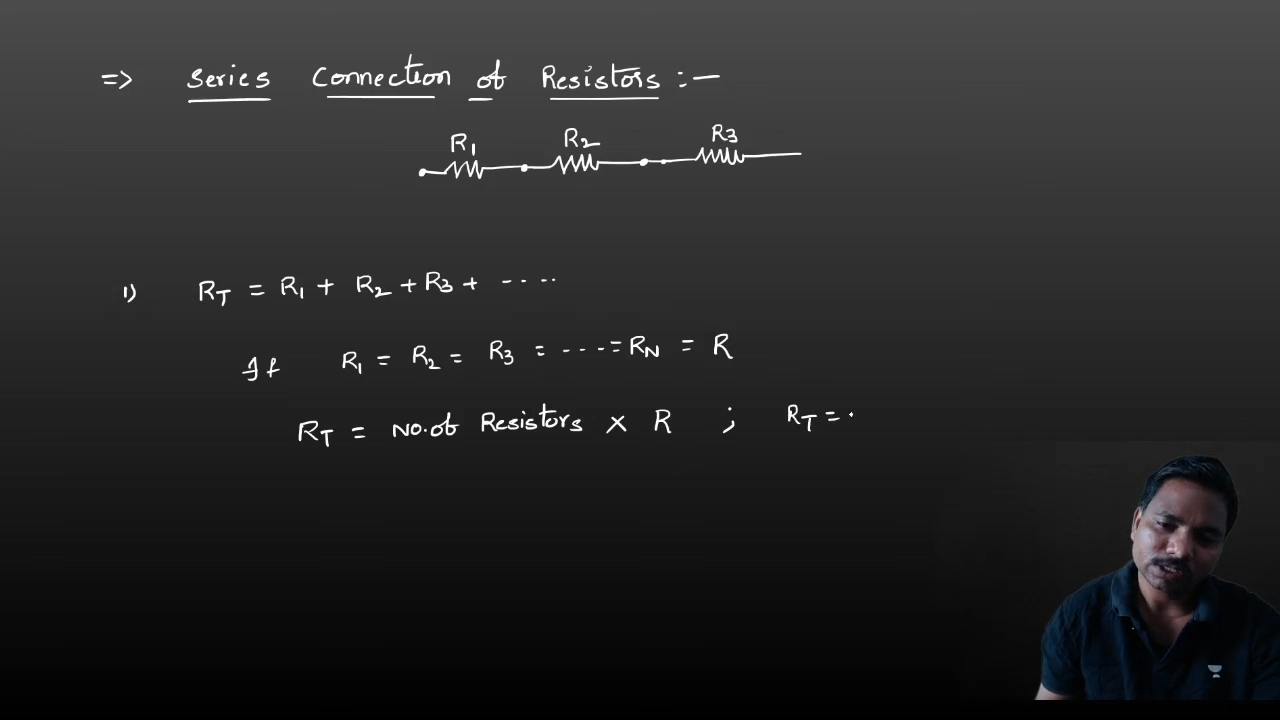 => Series Connection of Resistors :-
R1 R2 R3
1) RT = R1 + R2 + R3 + ....
If R1 = R2 = R3 = ....= RN = R
RT = No.of Resistors × R ; RT = .